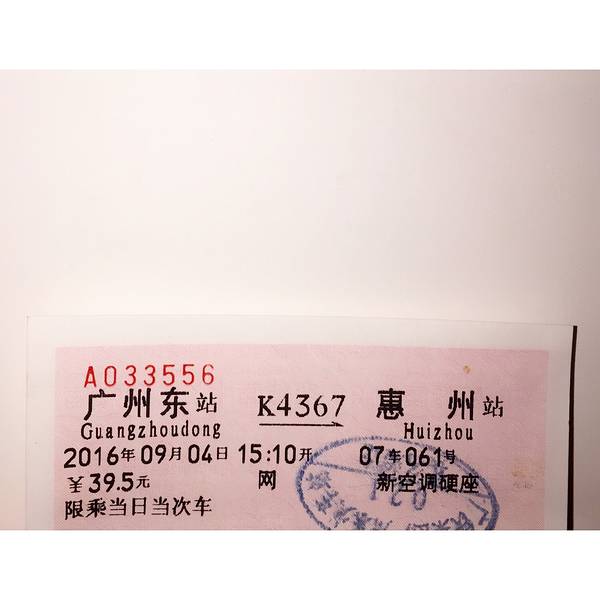 A033556
广州东站 K4367 惠州站
Guangzhoudong Huizhou
2016年09月04日15:10开 07车061号
￥39.5元 网 新空调硬座
限乘当日当次车